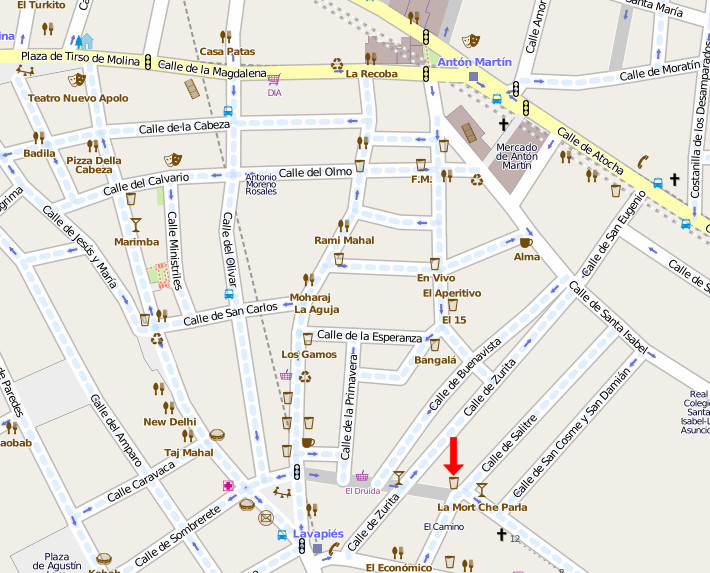 El Turkito
Santa María
Calle Amor
Casa Patas
Plaza de Tirso de Molina
ina
Calle de la Magdalena
La Recoba
Antón Martín
Calle de Moratín
DIA
Teatro Nuevo Apolo
Costanilla de los Desamparados
Calle de la Cabeza
Calle de Atocha
Badila
Pizza Della
Cabeza
Mercado
de Antón
Martín
Calle del Calvario
Antonio
Moreno
Rosales
Calle del Olmo
F.M.
ágrima
Calle de Jesús y María
Calle Ministriles
Calle del Olivar
Marimba
Rami Mahal
Alma
Calle de San Eugenio
Calle de S
En Vivo
El Aperitivo
Moharaj
La Aguja
Calle de San Carlos
El 15
Calle de Santa Isabel
Calle de la Esperanza
Los Gamos
Bangalá
Calle de Buenavista
Calle de Zurita
Calle de la Primavera
Calle de Salitre
Calle de San Cosme y San Damián
de Paredes
Real
Colegio
Santa
Isabel-L
Asunció
Calle del Amparo
New Delhi
aobab
Taj Mahal
Calle Caravaca
El Druida
La Mort Che Parla
Calle de Zurita
El Camino
Calle de Sombrerete
Lavapiés
12
Plaza
de Agustín
Kebab
El Económico